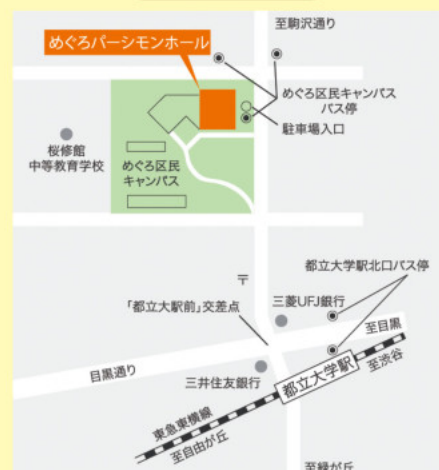 至駒沢通り
めぐろパーシモンホール
めぐろ区民キャンパス
バス停
駐車場入口
桜修館
中等教育学校
めぐろ区民
キャンパス
都立大学駅北口バス停
〒
三菱UFJ銀行
「都立大駅前」交差点
至目黒
目黒通り
三井住友銀行
都立大学駅
至渋谷
東急東横線
至自由が丘
至緑が丘